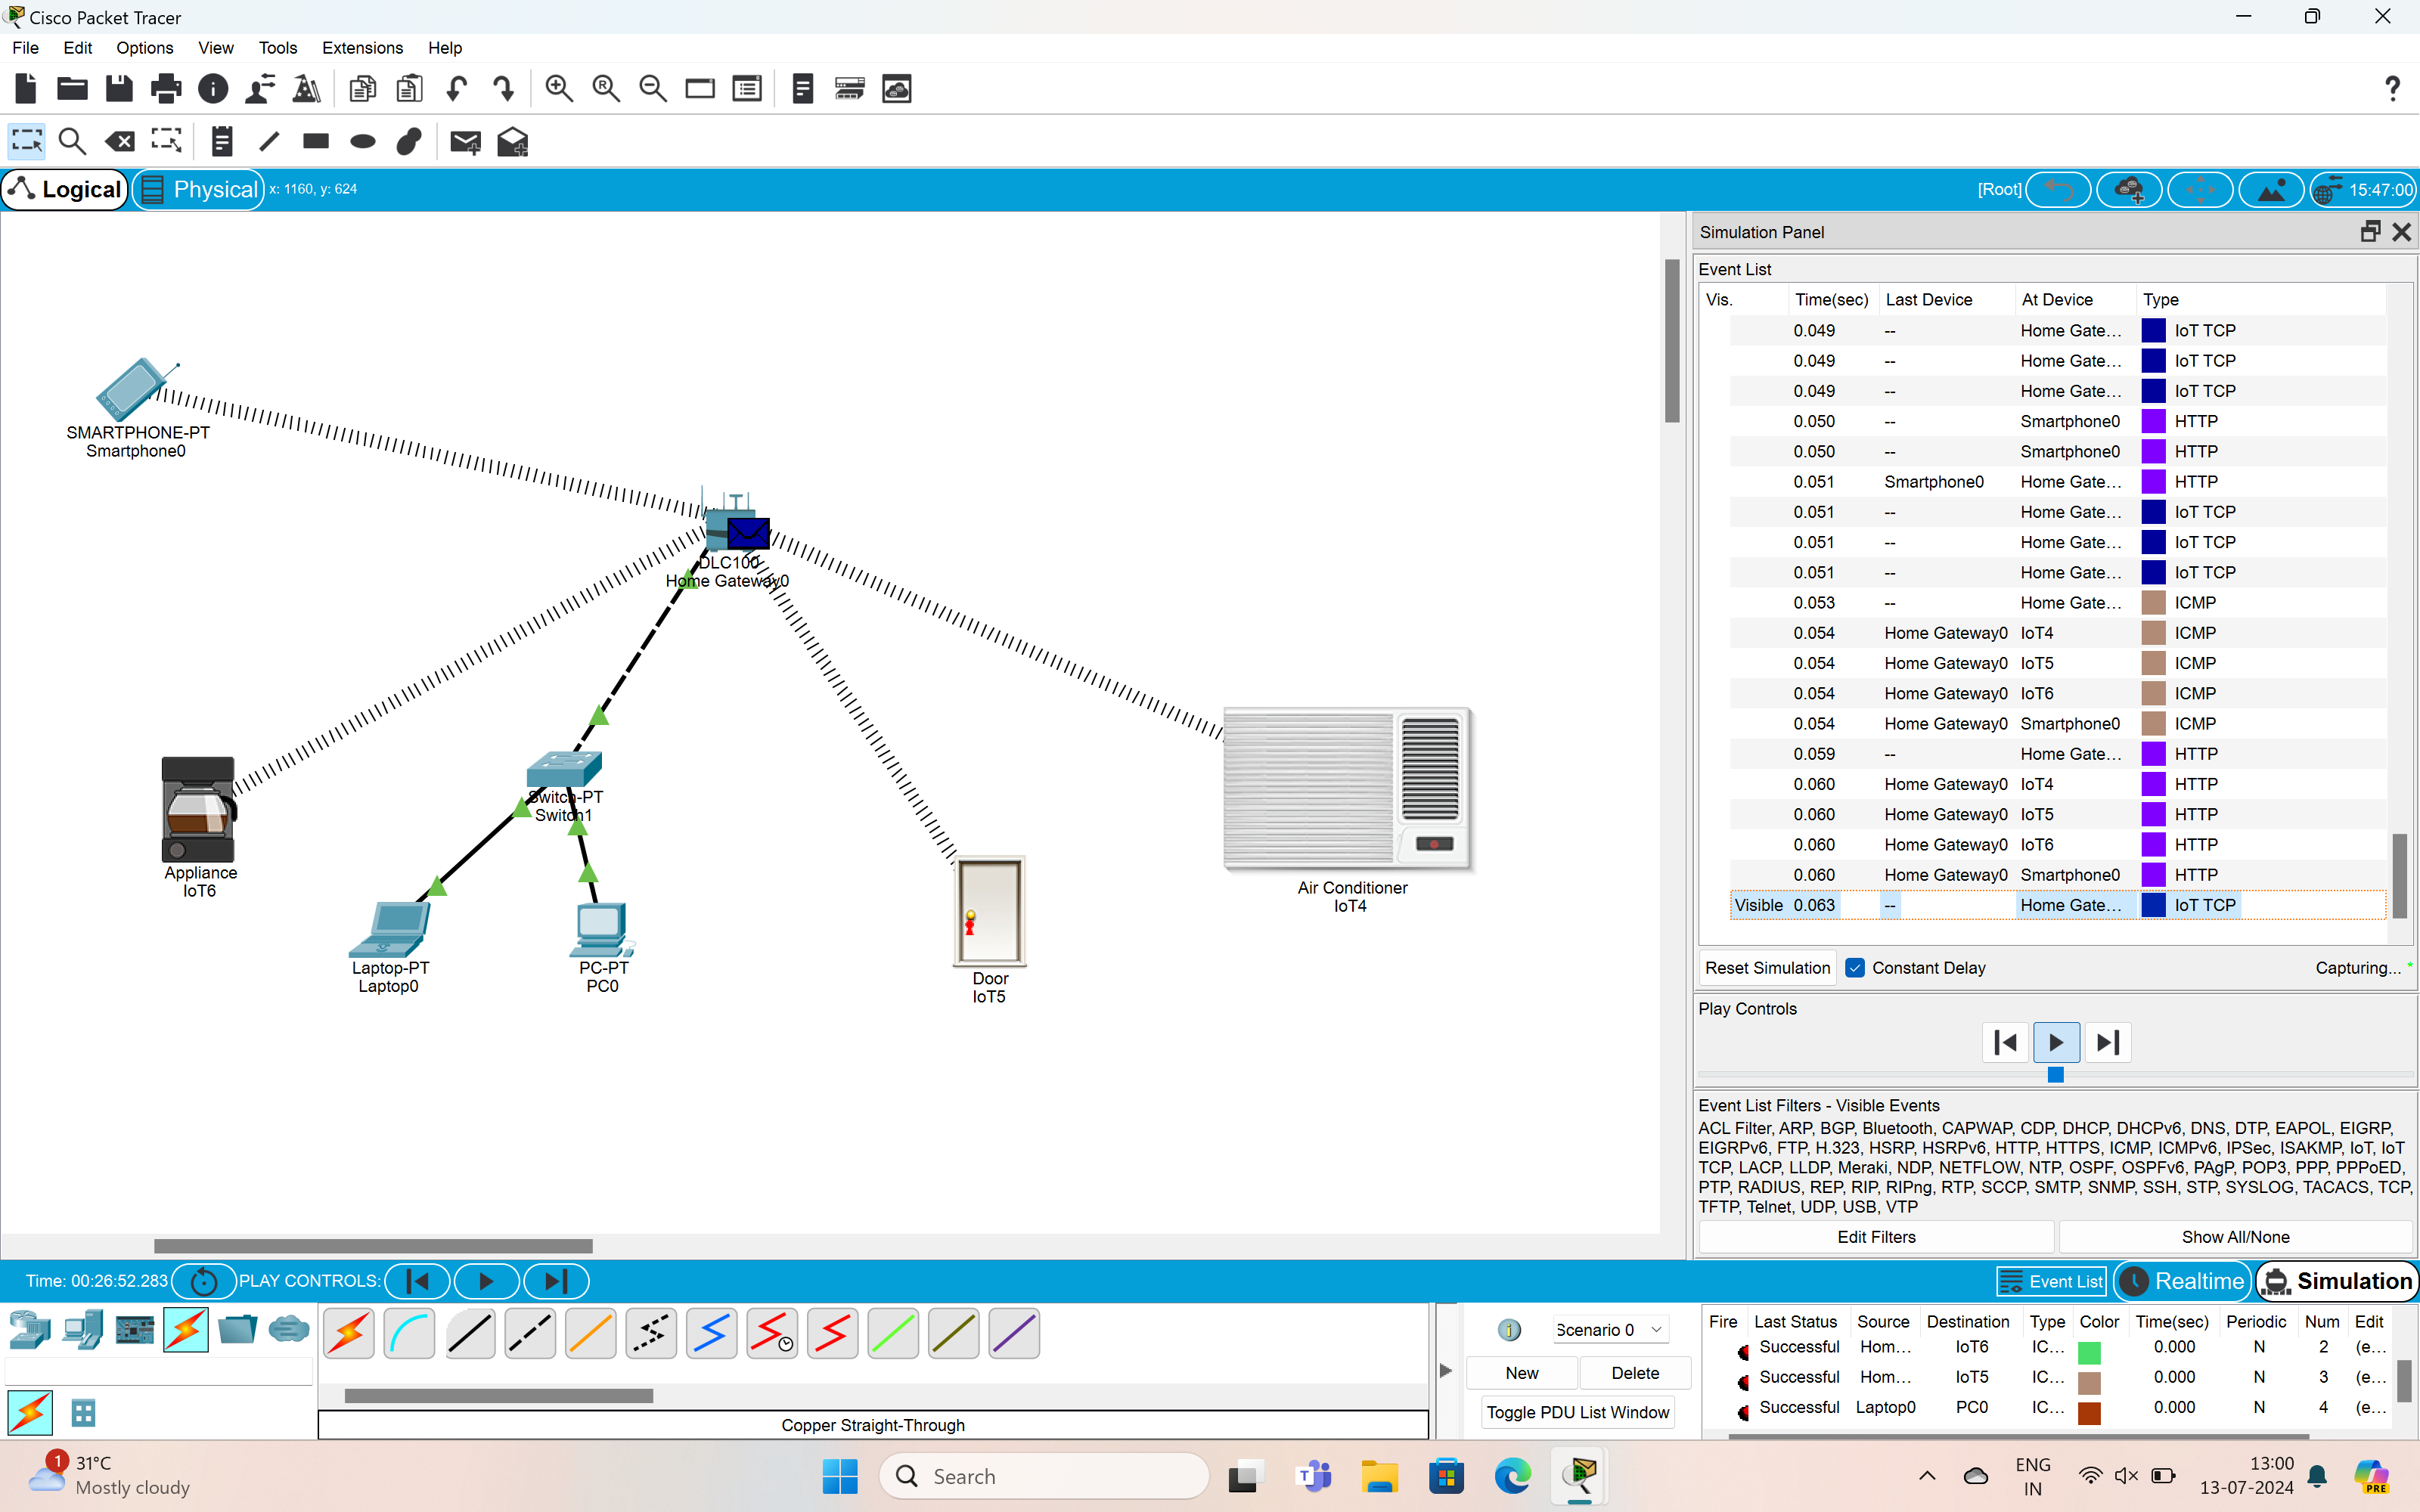 Cisco Packet Tracer
File Edit Options View Tools Extensions Help
Logical Physical x: 1160, y: 624 [Root] 15:47:00
SMARTPHONE-PT
Smartphone0
DLC100
Home Gateway0
Switch-PT
Switch1
Appliance
IoT6
Laptop-PT
Laptop0
PC-PT
PC0
Door
IoT5
Air Conditioner
IoT4
Simulation Panel
Event List
Vis. Time(sec) Last Device At Device Type
0.049 -- Home Gate... IoT TCP
0.049 -- Home Gate... IoT TCP
0.049 -- Home Gate... IoT TCP
0.050 -- Smartphone0 HTTP
0.050 -- Smartphone0 HTTP
0.051 Smartphone0 Home Gate... HTTP
0.051 -- Home Gate... IoT TCP
0.051 -- Home Gate... IoT TCP
0.051 -- Home Gate... IoT TCP
0.053 -- Home Gate... ICMP
0.054 Home Gateway0 IoT4 ICMP
0.054 Home Gateway0 IoT5 ICMP
0.054 Home Gateway0 IoT6 ICMP
0.054 Home Gateway0 Smartphone0 ICMP
0.059 -- Home Gate... HTTP
0.060 Home Gateway0 IoT4 HTTP
0.060 Home Gateway0 IoT5 HTTP
0.060 Home Gateway0 IoT6 HTTP
0.060 Home Gateway0 Smartphone0 HTTP
Visible 0.063 -- Home Gate... IoT TCP
Reset Simulation Constant Delay Capturing... *
Play Controls
Event List Filters - Visible Events
ACL Filter, ARP, BGP, Bluetooth, CAPWAP, CDP, DHCP, DHCPv6, DNS, DTP, EAPOL, EIGRP,
EIGRPv6, FTP, H.323, HSRP, HSRPv6, HTTP, HTTPS, ICMP, ICMPv6, IPSec, ISAKMP, IoT, IoT
TCP, LACP, LLDP, Meraki, NDP, NETFLOW, NTP, OSPF, OSPFv6, PAgP, POP3, PPP, PPPoED,
PTP, RADIUS, REP, RIP, RIPng, RTP, SCCP, SMTP, SNMP, SSH, STP, SYSLOG, TACACS, TCP,
TFTP, Telnet, UDP, USB, VTP
Edit Filters Show All/None
Time: 00:26:52.283 PLAY CONTROLS: Event List Realtime Simulation
Scenario 0
New Delete
Toggle PDU List Window
Copper Straight-Through
Fire Last Status Source Destination Type Color Time(sec) Periodic Num Edit
Successful Hom... IoT6 IC... 0.000 N 2 (e...
Successful Hom... IoT5 IC... 0.000 N 3 (e...
Successful Laptop0 PC0 IC... 0.000 N 4 (e...
1
31°C
Mostly cloudy
Search
ENG
IN
13:00
13-07-2024
PRE